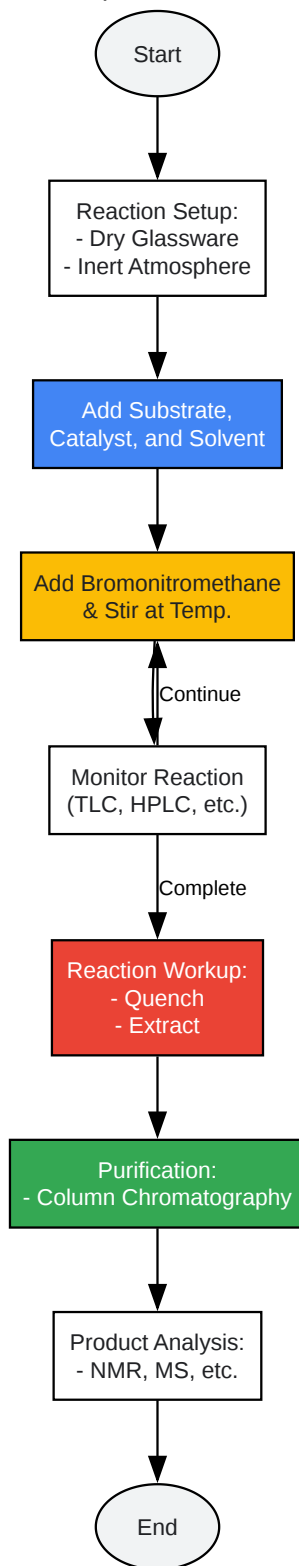 Start
Reaction Setup:
- Dry Glassware
- Inert Atmosphere
Add Substrate,
Catalyst, and Solvent
Add Bromonitromethane
& Stir at Temp.
Continue
Monitor Reaction
(TLC, HPLC, etc.)
Complete
Reaction Workup:
- Quench
- Extract
Purification:
- Column Chromatography
Product Analysis:
- NMR, MS, etc.
End